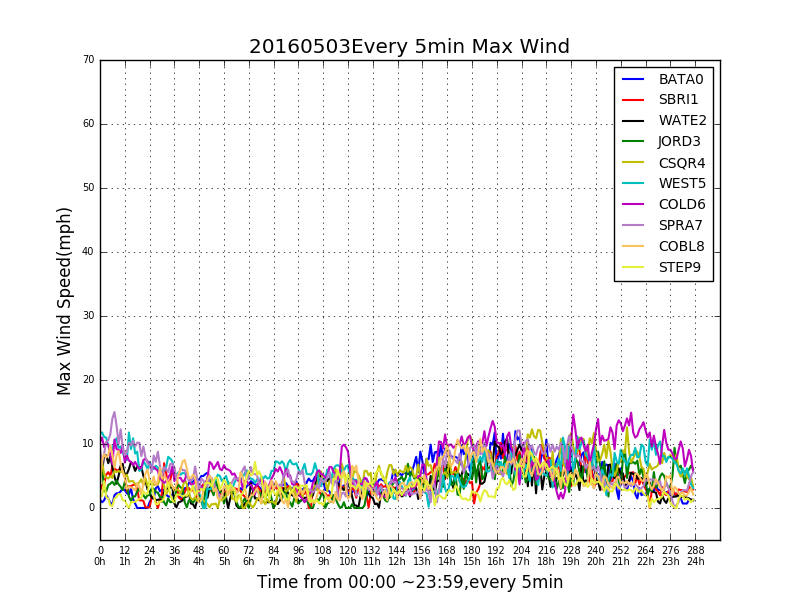 20160503Every 5min Max Wind
BATA0
SBRI1
WATE2
JORD3
CSQR4
WEST5
COLD6
SPRA7
COBL8
STEP9
Max Wind Speed(mph)
70
60
50
40
30
20
10
0
0 12 24 36 48 60 72 84 96 108 120 132 144 156 168 180 192 204 216 228 240 252 264 276 288
0h 1h 2h 3h 4h 5h 6h 7h 8h 9h 10h 11h 12h 13h 14h 15h 16h 17h 18h 19h 20h 21h 22h 23h 24h
Time from 00:00 ~23:59,every 5min